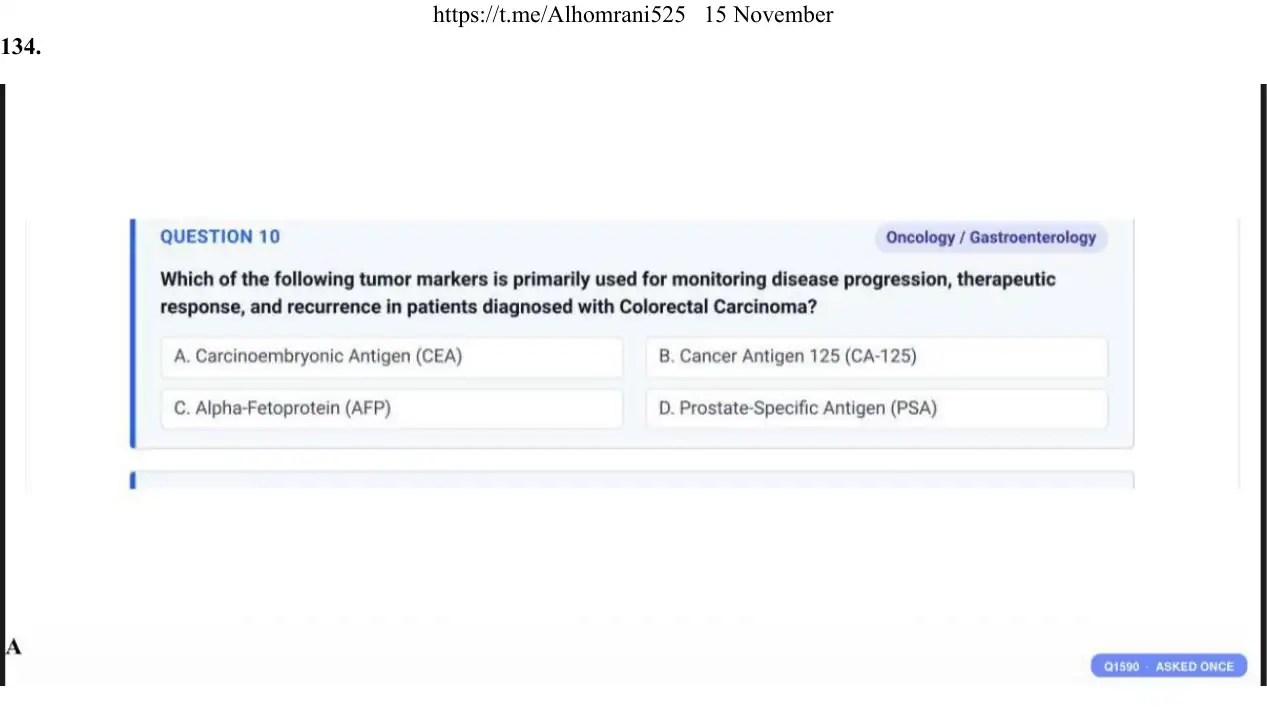 https://t.me/Alhomrani525 15 November
134.
QUESTION 10
Oncology / Gastroenterology
Which of the following tumor markers is primarily used for monitoring disease progression, therapeutic
response, and recurrence in patients diagnosed with Colorectal Carcinoma?
A. Carcinoembryonic Antigen (CEA)
B. Cancer Antigen 125 (CA-125)
C. Alpha-Fetoprotein (AFP)
D. Prostate-Specific Antigen (PSA)
A
Q1590 · ASKED ONCE